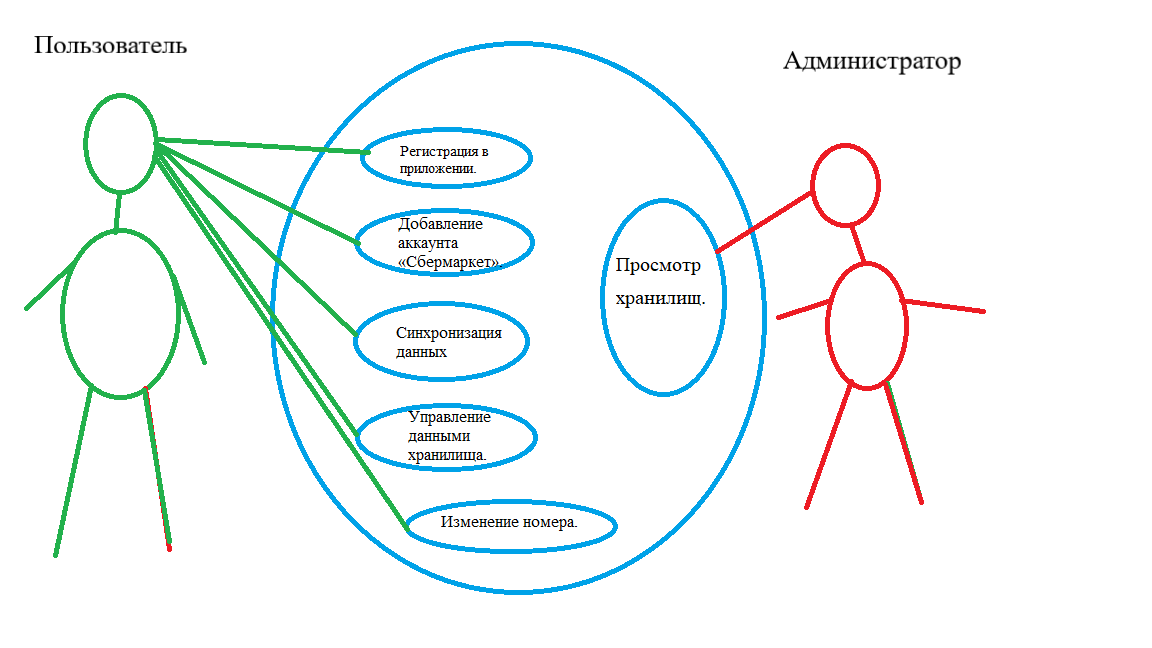 Пользователь
Администратор
Регистрация в
приложении.
Добавление
аккаунта
«Сбермаркет».
Просмотр
хранилищ.
Синхронизация
данных
Управление
данными
хранилища.
Изменение номера.